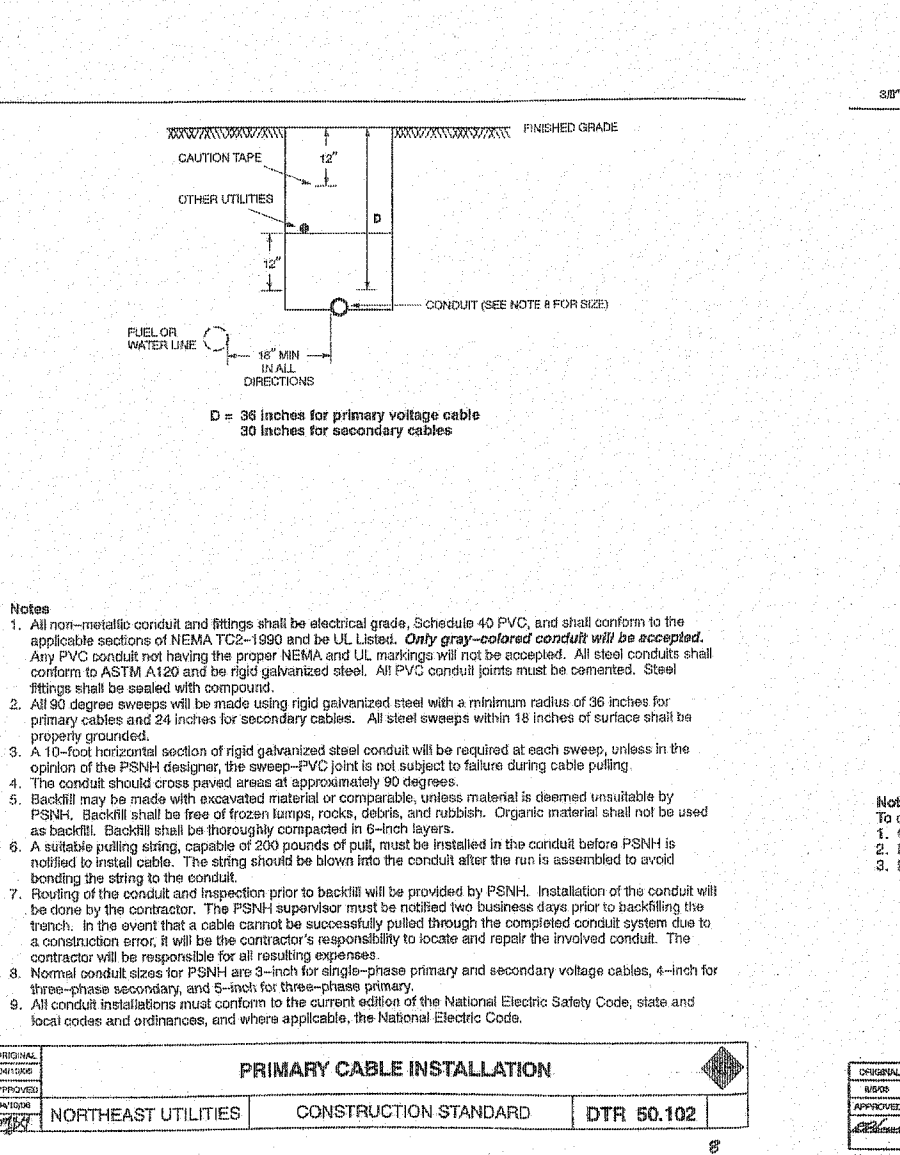 3/8"
FINISHED GRADE
CAUTION TAPE
12"
OTHER UTILITIES
D
12"
CONDUIT (SEE NOTE 8 FOR SIZE)
FUEL OR
WATER LINE
18" MIN
IN ALL
DIRECTIONS
D = 36 inches for primary voltage cable
30 inches for secondary cables
Notes
1. All non-metallic conduit and fittings shall be electrical grade, Schedule 40 PVC, and shall conform to the
applicable sections of NEMA TC2-1990 and be UL Listed. Only gray-colored conduit will be accepted.
Any PVC conduit not having the proper NEMA and UL markings will not be accepted. All steel conduits shall
conform to ASTM A120 and be rigid galvanized steel. All PVC conduit joints must be cemented. Steel
fittings shall be sealed with compound.
2. All 90 degree sweeps will be made using rigid galvanized steel with a minimum radius of 36 inches for
primary cables and 24 inches for secondary cables. All steel sweeps within 18 inches of surface shall be
properly grounded.
3. A 10-foot horizontal section of rigid galvanized steel conduit will be required at each sweep, unless in the
opinion of the PSNH designer, the sweep-PVC joint is not subject to failure during cable pulling.
4. The conduit should cross paved areas at approximately 90 degrees.
5. Backfill may be made with excavated material or comparable, unless material is deemed unsuitable by
PSNH. Backfill shall be free of frozen lumps, rocks, debris, and rubbish. Organic material shall not be used
as backfill. Backfill shall be thoroughly compacted in 6-inch layers.
6. A suitable pulling string, capable of 200 pounds of pull, must be installed in the conduit before PSNH is
notified to install cable. The string should be blown into the conduit after the run is assembled to avoid
bonding the string to the conduit.
7. Routing of the conduit and inspection prior to backfill will be provided by PSNH. Installation of the conduit will
be done by the contractor. The PSNH supervisor must be notified two business days prior to backfilling the
trench. In the event that a cable cannot be successfully pulled through the completed conduit system due to
a construction error, it will be the contractor's responsibility to locate and repair the involved conduit. The
contractor will be responsible for all resulting expenses.
8. Normal conduit sizes for PSNH are 3-inch for single-phase primary and secondary voltage cables, 4-inch for
three-phase secondary, and 5-inch for three-phase primary.
9. All conduit installations must conform to the current edition of the National Electric Safety Code, state and
local codes and ordinances, and where applicable, the National Electric Code.
Not
To
1.
2.
3.
PRIMARY CABLE INSTALLATION
NORTHEAST UTILITIES
CONSTRUCTION STANDARD
DTR 50.102
8
ORIGINAL
APPROVED